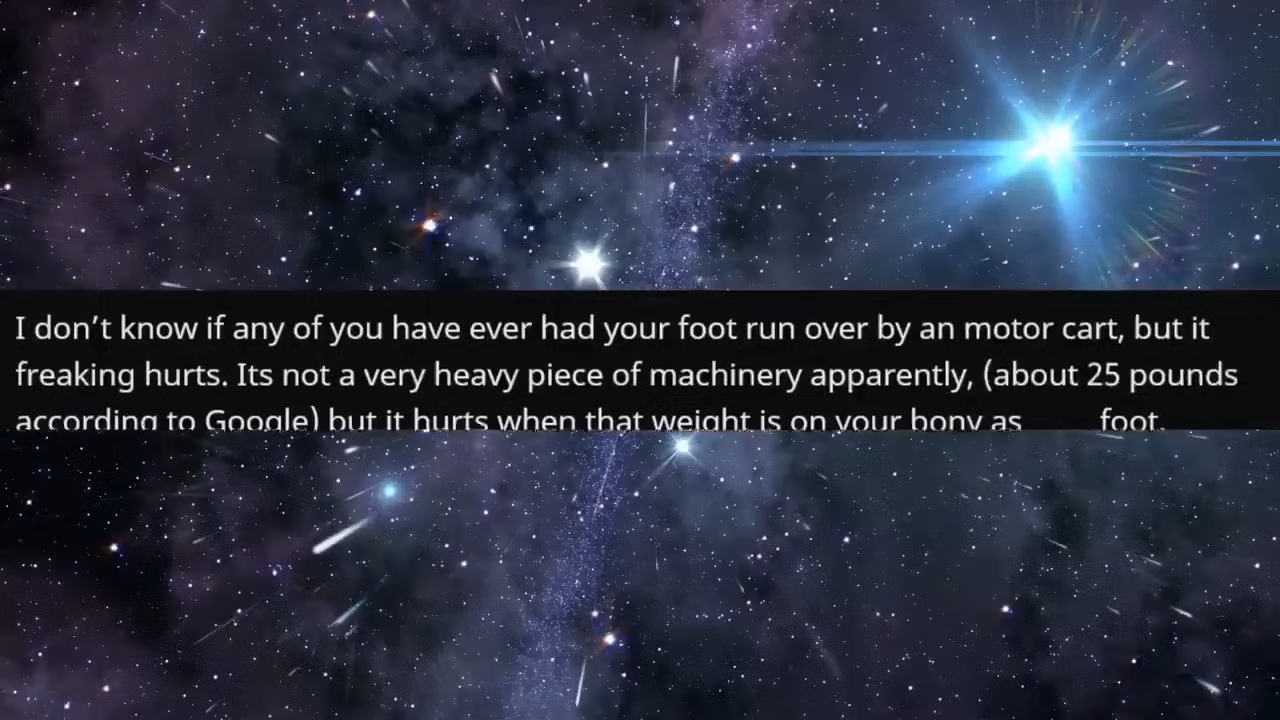 I don’t know if any of you have ever had your foot run over by an motor cart, but it
freaking hurts. Its not a very heavy piece of machinery apparently, (about 25 pounds
according to Google) but it hurts when that weight is on your bony as foot.